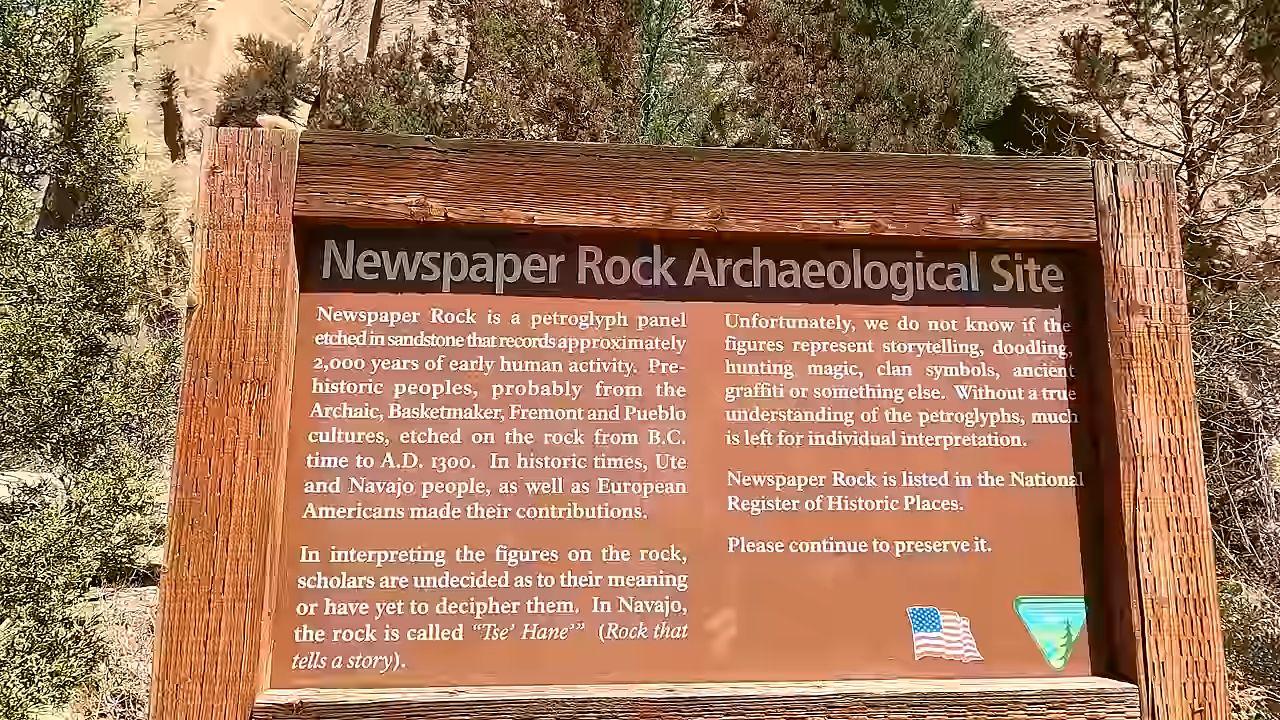 Newspaper Rock Archaeological Site
Newspaper Rock is a petroglyph panel
etched in sandstone that records approximately
2,000 years of early human activity. Pre-
historic peoples, probably from the
Archaic, Basketmaker, Fremont and Pueblo
cultures, etched on the rock from B.C.
time to A.D. 1300. In historic times, Ute
and Navajo people, as well as European
Americans made their contributions.
In interpreting the figures on the rock,
scholars are undecided as to their meaning
or have yet to decipher them. In Navajo,
the rock is called "Tse' Hane'" (Rock that
tells a story).
Unfortunately, we do not know if the
figures represent storytelling, doodling,
hunting magic, clan symbols, ancient
graffiti or something else. Without a true
understanding of the petroglyphs, much
is left for individual interpretation.
Newspaper Rock is listed in the National
Register of Historic Places.
Please continue to preserve it.